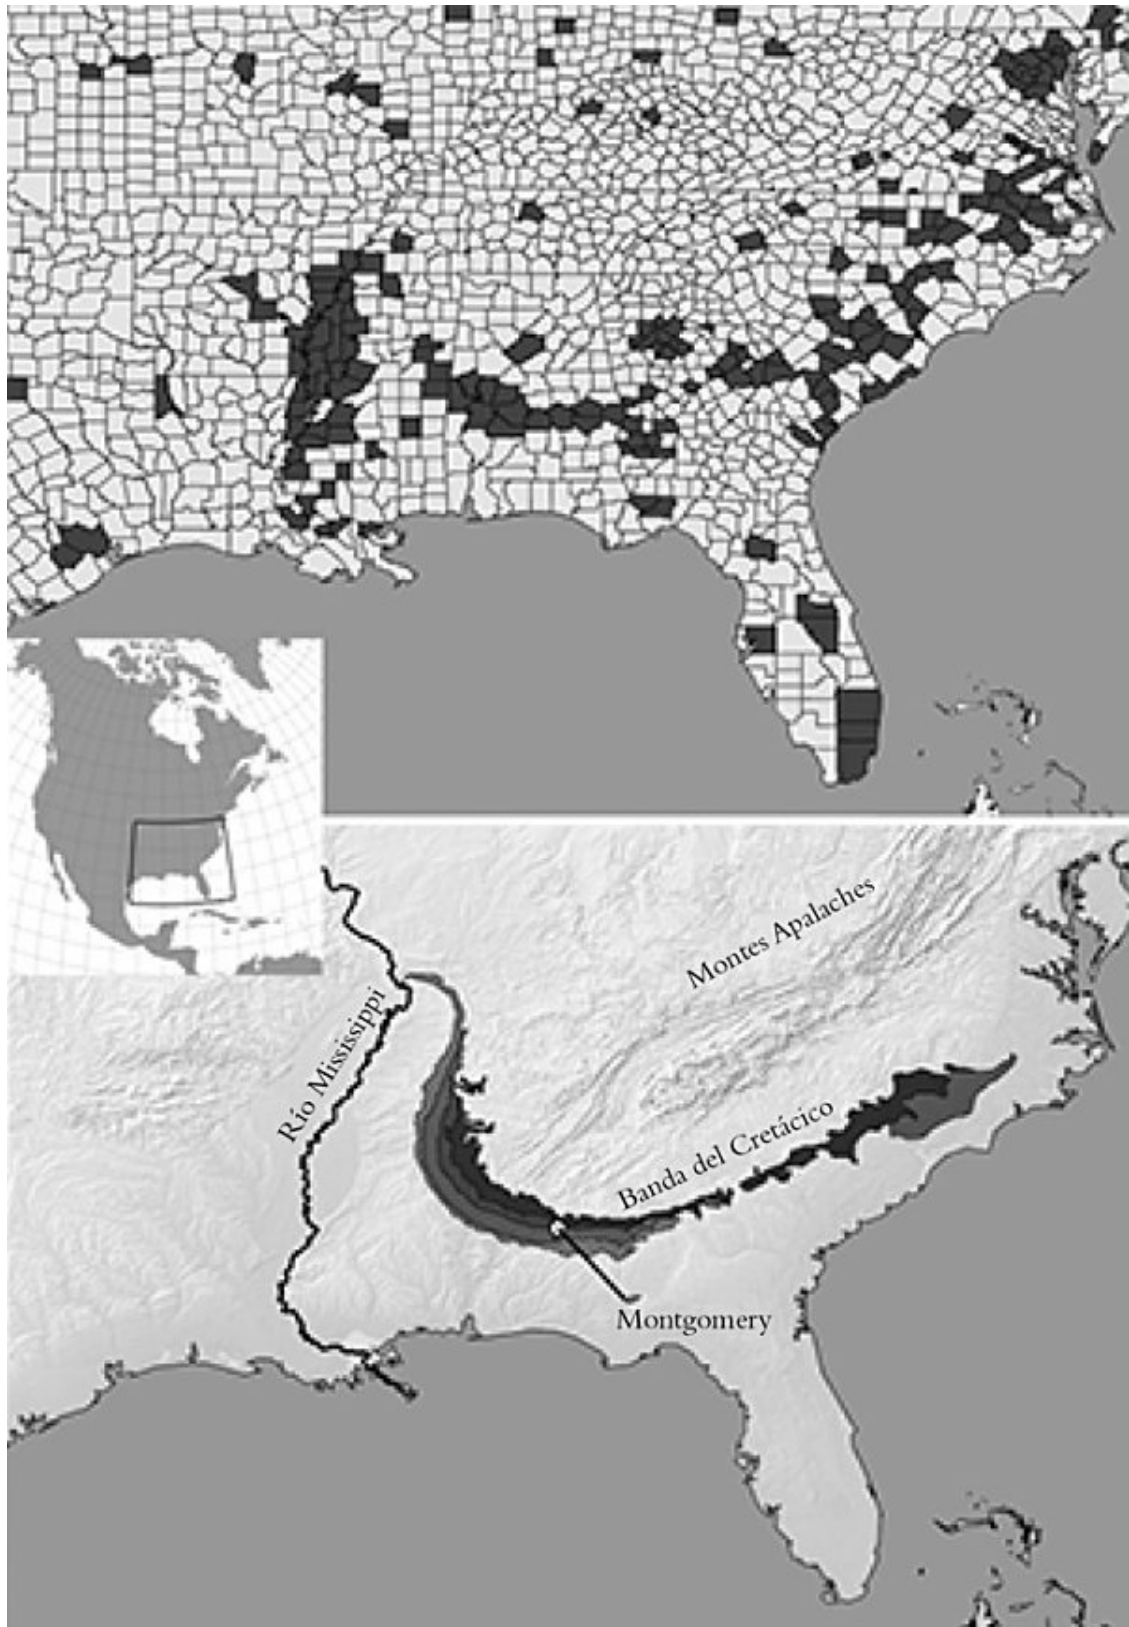 Montes Apalaches
Río Mississippi
Banda del Cretácico
Montgomery